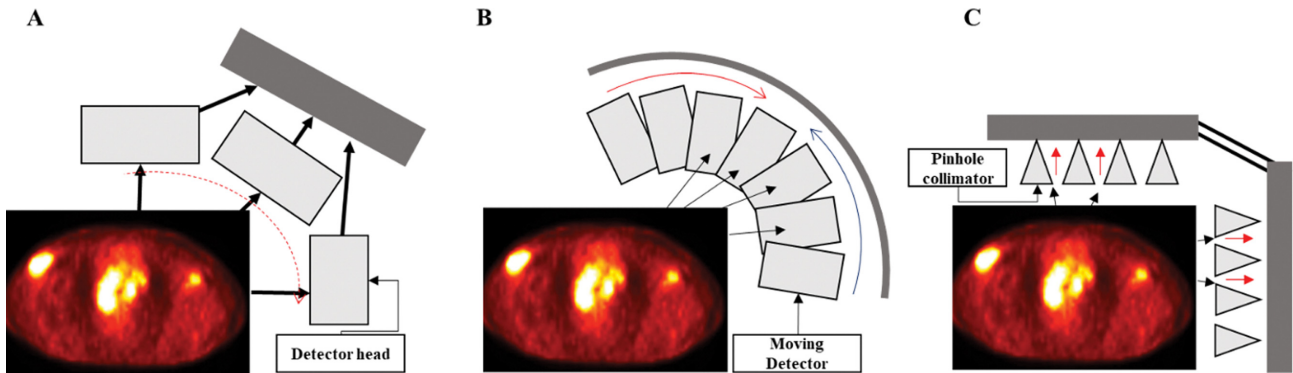 A
B
C
Detector head
Moving
Detector
Pinhole
collimator